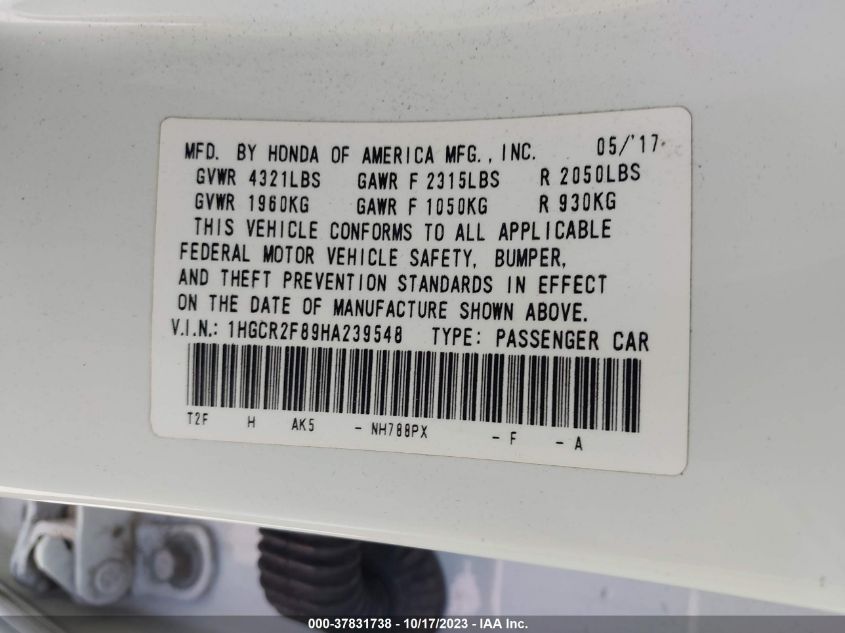 MFD. BY HONDA OF AMERICA MFG., INC. 05/'17
GVWR 4321LBS GAWR F 2315LBS R 2050LBS
GVWR 1960KG GAWR F 1050KG R 930KG
THIS VEHICLE CONFORMS TO ALL APPLICABLE
FEDERAL MOTOR VEHICLE SAFETY, BUMPER,
AND THEFT PREVENTION STANDARDS IN EFFECT
ON THE DATE OF MANUFACTURE SHOWN ABOVE.
V.I.N.: 1HGCR2F89HA239548 TYPE: PASSENGER CAR
T2F H AK5 - NH788PX - F - A
000-37831738 - 10/17/2023 - IAA Inc.